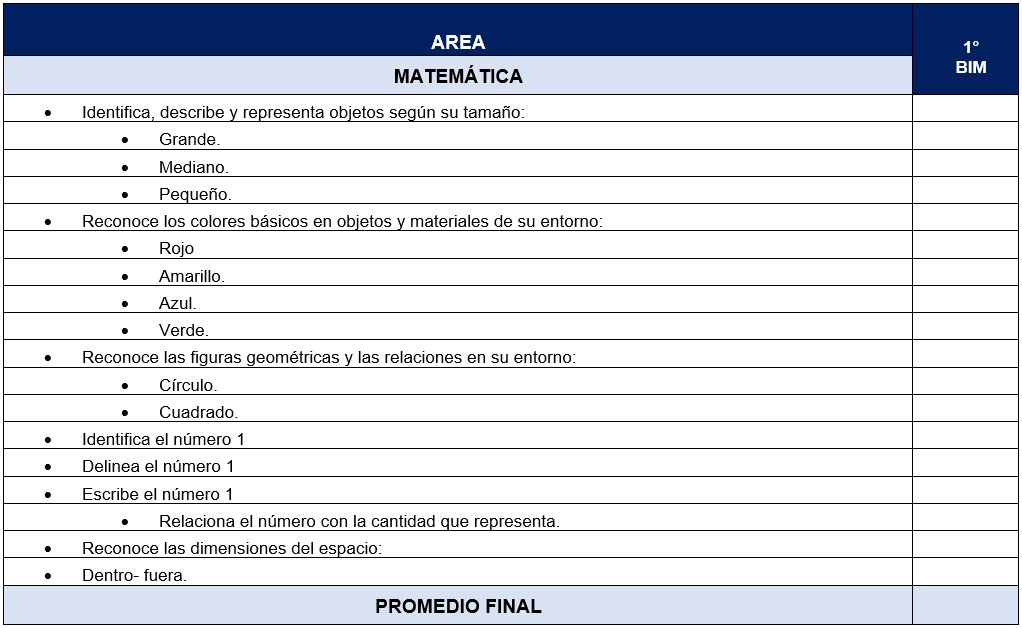 AREA
1°
BIM
MATEMÁTICA
• Identifica, describe y representa objetos según su tamaño:
• Grande.
• Mediano.
• Pequeño.
• Reconoce los colores básicos en objetos y materiales de su entorno:
• Rojo
• Amarillo.
• Azul.
• Verde.
• Reconoce las figuras geométricas y las relaciones en su entorno:
• Círculo.
• Cuadrado.
• Identifica el número 1
• Delinea el número 1
• Escribe el número 1
• Relaciona el número con la cantidad que representa.
• Reconoce las dimensiones del espacio:
• Dentro- fuera.
PROMEDIO FINAL